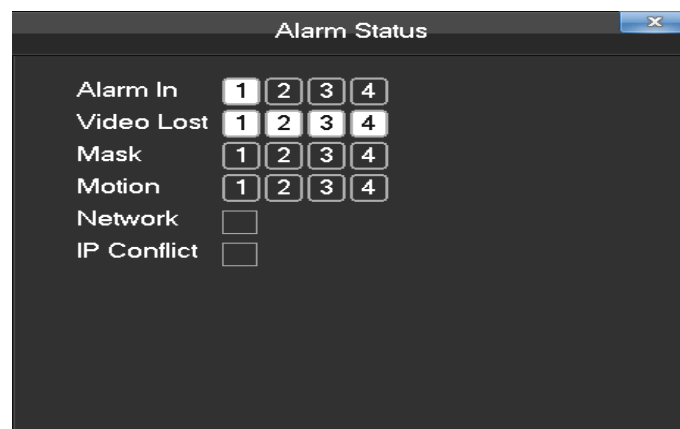 Alarm Status
Alarm In 1 2 3 4
Video Lost 1 2 3 4
Mask 1 2 3 4
Motion 1 2 3 4
Network
IP Conflict